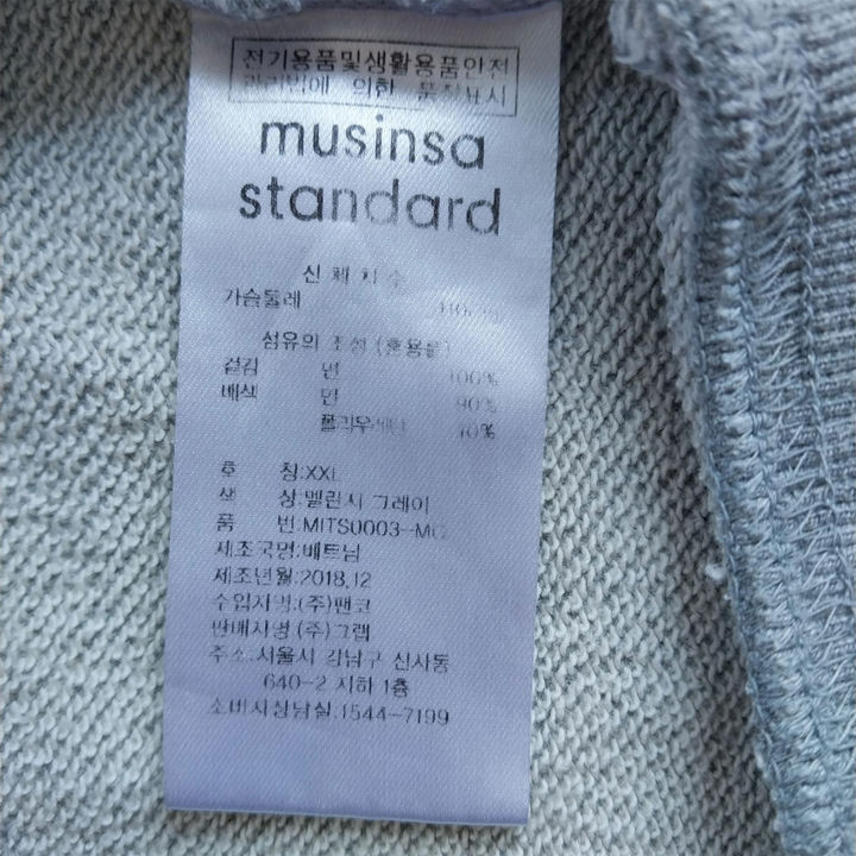 전기용품및생활용품안전
관리법에 의한 품질표시
musinsa
standard
신체치수
가슴둘레
섬유의 조성 (혼용율)
겉감 면 100%
배색 면 90%
폴리우레탄 10%
호 칭:XXL
색 상:멜란지 그레이
품 번:MITS0003-MG
제조국명:베트남
제조년월:2018.12
수입자명:(주)팬코
판매자명:(주)그랩
주소:서울시 강남구 신사동
640-2 지하 1층
소비자상담실:1544-7199